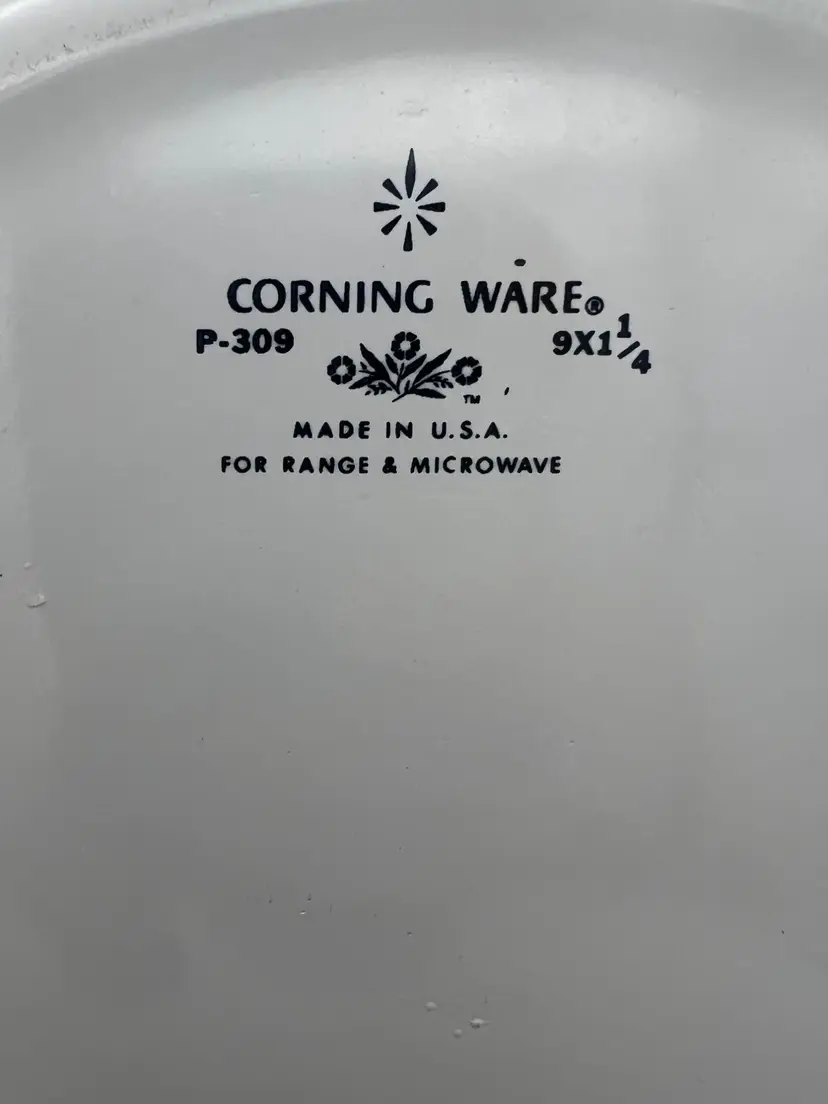 CORNING WARE®
P-309 9X1 1/4
TM
MADE IN U.S.A.
FOR RANGE & MICROWAVE